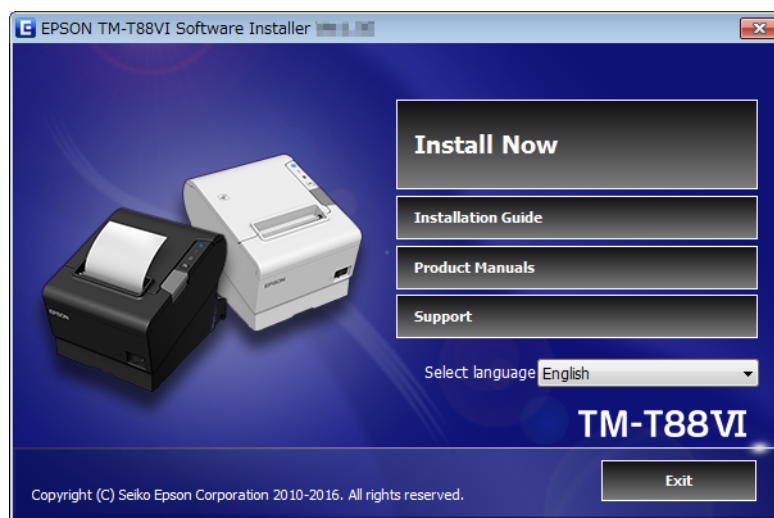 EPSON TM-T88VI Software Installer
Install Now
Installation Guide
Product Manuals
Support
Select language English
EPSON
EPSON
TM-T88VI
Exit
Copyright (C) Seiko Epson Corporation 2010-2016. All rights reserved.